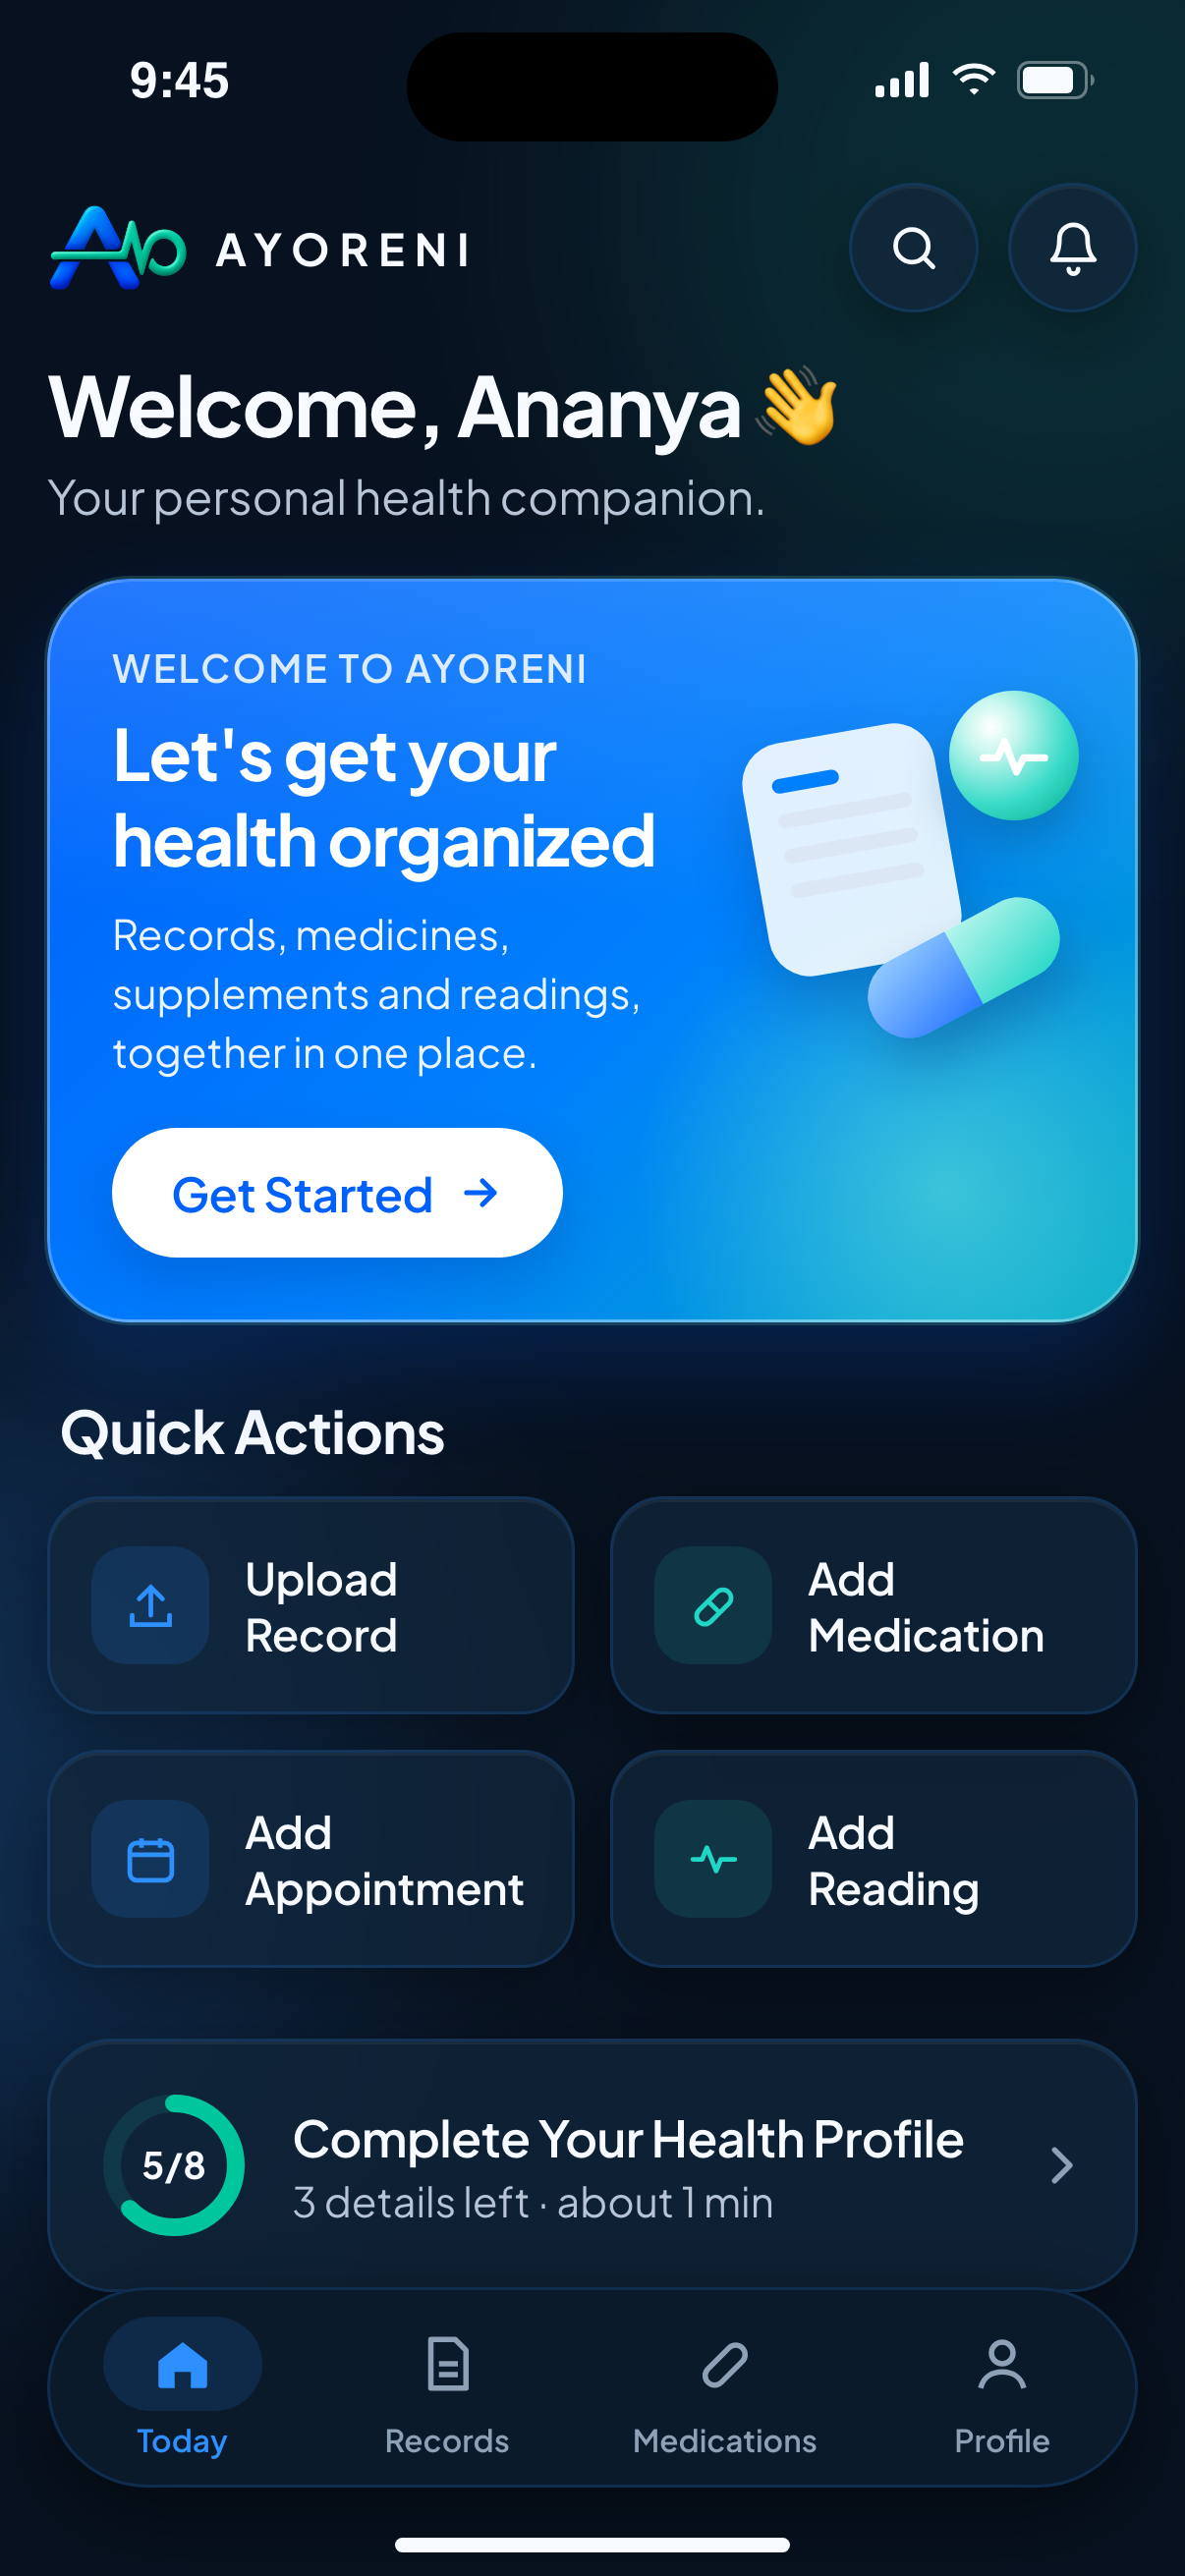 9:45
AYORENI
Welcome, Ananya 👋
Your personal health companion.
WELCOME TO AYORENI
Let's get your
health organized
Records, medicines,
supplements and readings,
together in one place.
Get Started →
Quick Actions
Upload
Record
Add
Medication
Add
Appointment
Add
Reading
5/8
Complete Your Health Profile
3 details left · about 1 min
Today
Records
Medications
Profile